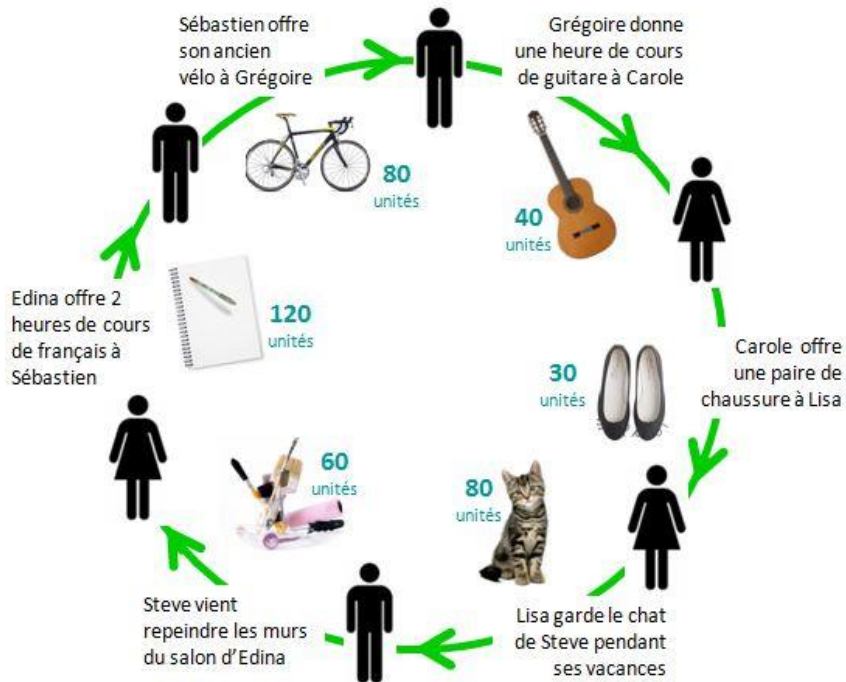 Sébastien offre
son ancien
vélo à Grégoire
80
unités
Grégoire donne
une heure de cours
de guitare à Carole
40
unités
Carole offre
une paire de
chaussure à Lisa
30
unités
Lisa garde le chat
de Steve pendant
ses vacances
80
unités
Steve vient
repeindre les murs
du salon d'Edina
60
unités
Edina offre 2
heures de cours
de français à
Sébastien
120
unités